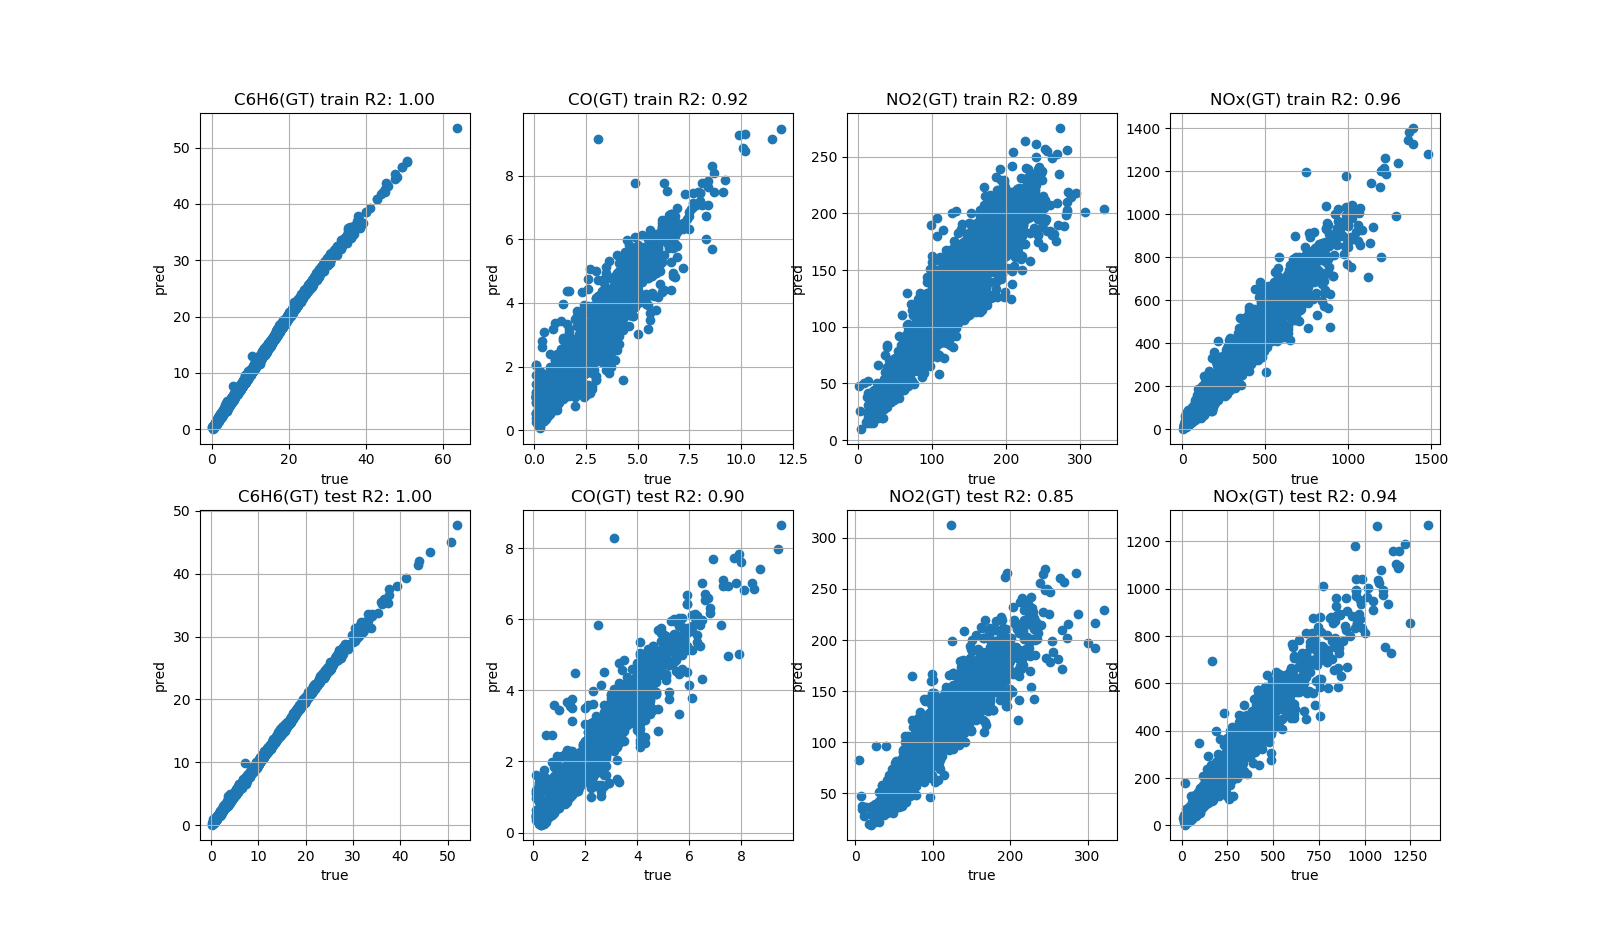 C6H6(GT) train R2: 1.00
50
40
30
20
10
0
pred
0 20 40 60
true
CO(GT) train R2: 0.92
8
6
4
2
0
pred
0.0 2.5 5.0 7.5 10.0 12.5
true
NO2(GT) train R2: 0.89
250
200
150
100
50
0
pred
0 100 200 300
true
NOx(GT) train R2: 0.96
1400
1200
1000
800
600
400
200
0
pred
0 500 1000 1500
true
C6H6(GT) test R2: 1.00
50
40
30
20
10
0
pred
0 10 20 30 40 50
true
CO(GT) test R2: 0.90
8
6
4
2
0
pred
0 2 4 6 8
true
NO2(GT) test R2: 0.85
300
250
200
150
100
50
pred
0 100 200 300
true
NOx(GT) test R2: 0.94
1200
1000
800
600
400
200
0
pred
0 250 500 750 1000 1250
true